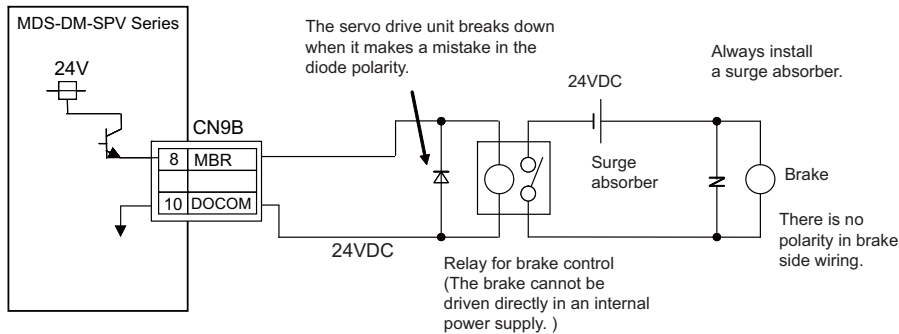 MDS-DM-SPV Series
24V
CN9B
8 MBR
10 DOCOM
The servo drive unit breaks down
when it makes a mistake in the
diode polarity.
24VDC
24VDC
Surge
absorber
Relay for brake control
(The brake cannot be
driven directly in an internal
power supply. )
Always install
a surge absorber.
Brake
There is no
polarity in brake
side wiring.